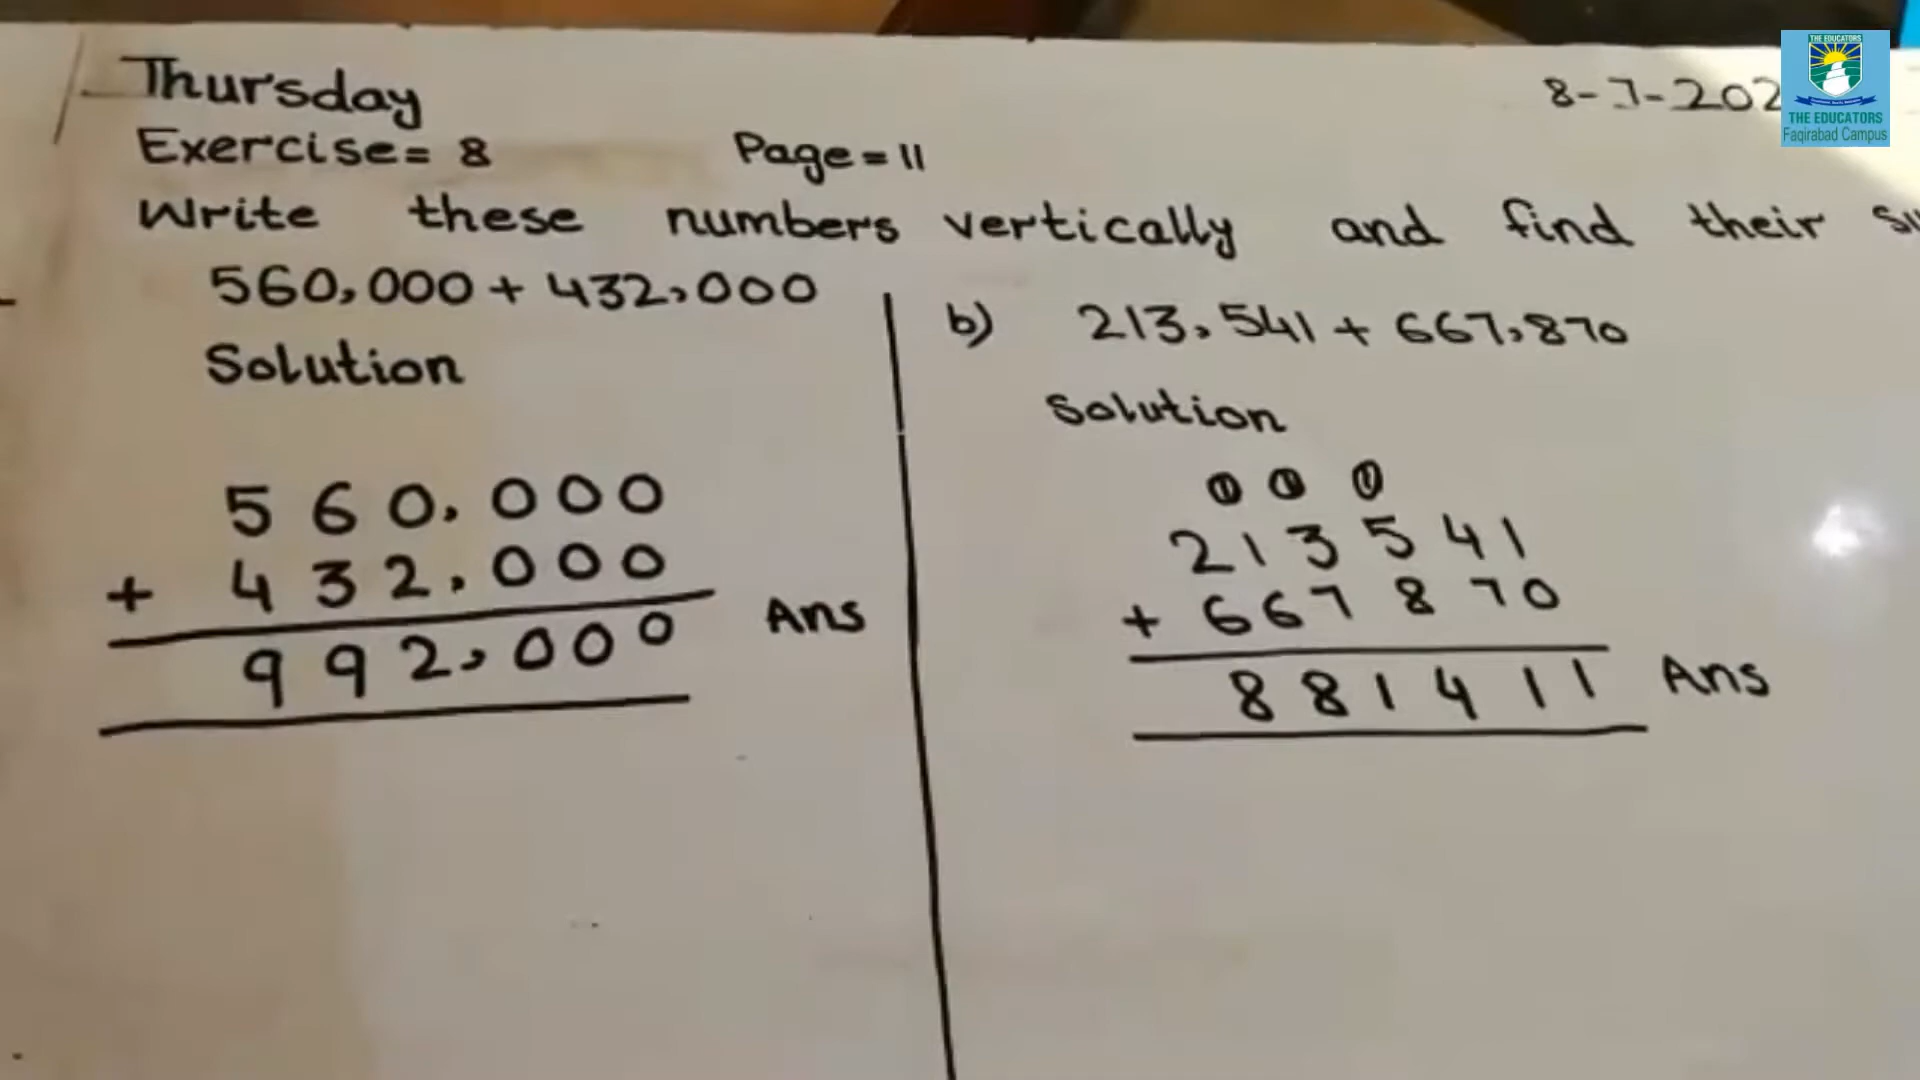 Thursday 8-7-202
Exercise= 8 Page=11
Write these numbers vertically and find their
560,000 + 432,000
Solution
560,000
+ 432,000
992,000 Ans
b) 213,541 + 667,870
Solution
1 1 1
213541
+ 667870
881411 Ans
THE EDUCATORS
THE EDUCATORS
Faqirabad Campus